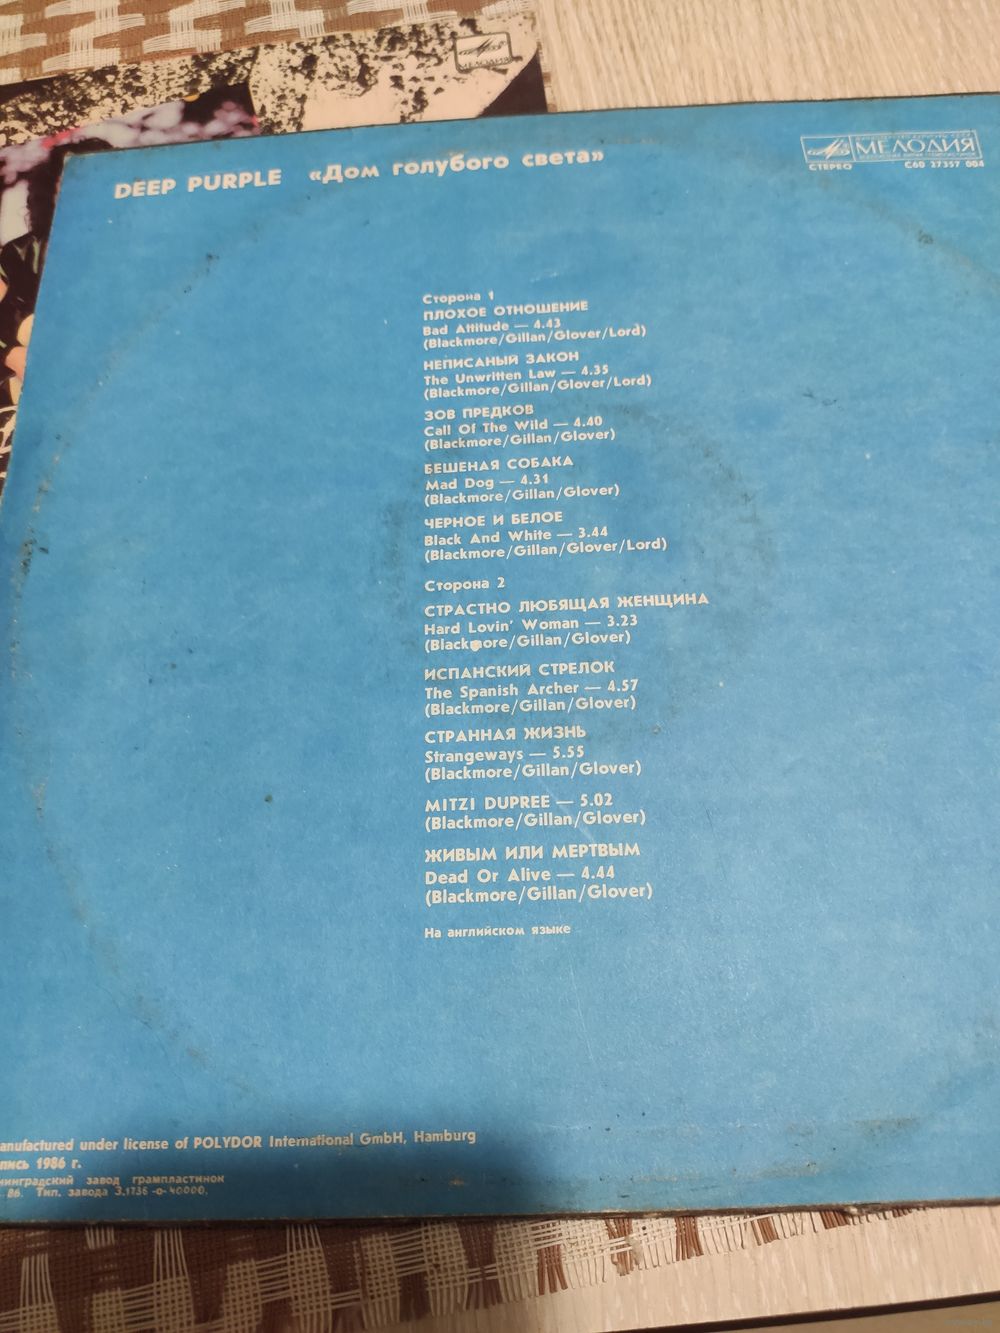 МЕЛОДИЯ
DEEP PURPLE «Дом голубого света»
МЕЛОДИЯ
СТЕРЕО С60 27357 004
Сторона 1
ПЛОХОЕ ОТНОШЕНИЕ
Bad Attitude — 4.43
(Blackmore/Gillan/Glover/Lord)
НЕПИСАНЫЙ ЗАКОН
The Unwritten Law — 4.35
(Blackmore/Gillan/Glover/Lord)
ЗОВ ПРЕДКОВ
Call Of The Wild — 4.40
(Blackmore/Gillan/Glover)
БЕШЕНАЯ СОБАКА
Mad Dog — 4.31
(Blackmore/Gillan/Glover)
ЧЕРНОЕ И БЕЛОЕ
Black And White — 3.44
(Blackmore/Gillan/Glover/Lord)
Сторона 2
СТРАСТНО ЛЮБЯЩАЯ ЖЕНЩИНА
Hard Lovin' Woman — 3.23
(Blackmore/Gillan/Glover)
ИСПАНСКИЙ СТРЕЛОК
The Spanish Archer — 4.57
(Blackmore/Gillan/Glover)
СТРАННАЯ ЖИЗНЬ
Strangeways — 5.55
(Blackmore/Gillan/Glover)
MITZI DUPREE — 5.02
(Blackmore/Gillan/Glover)
ЖИВЫМ ИЛИ МЕРТВЫМ
Dead Or Alive — 4.44
(Blackmore/Gillan/Glover)
На английском языке
anufactured under license of POLYDOR International GmbH, Hamburg
пись 1986 г.
нинградский завод грампластинок
86. Тип. завода З.1736 -о-40000.